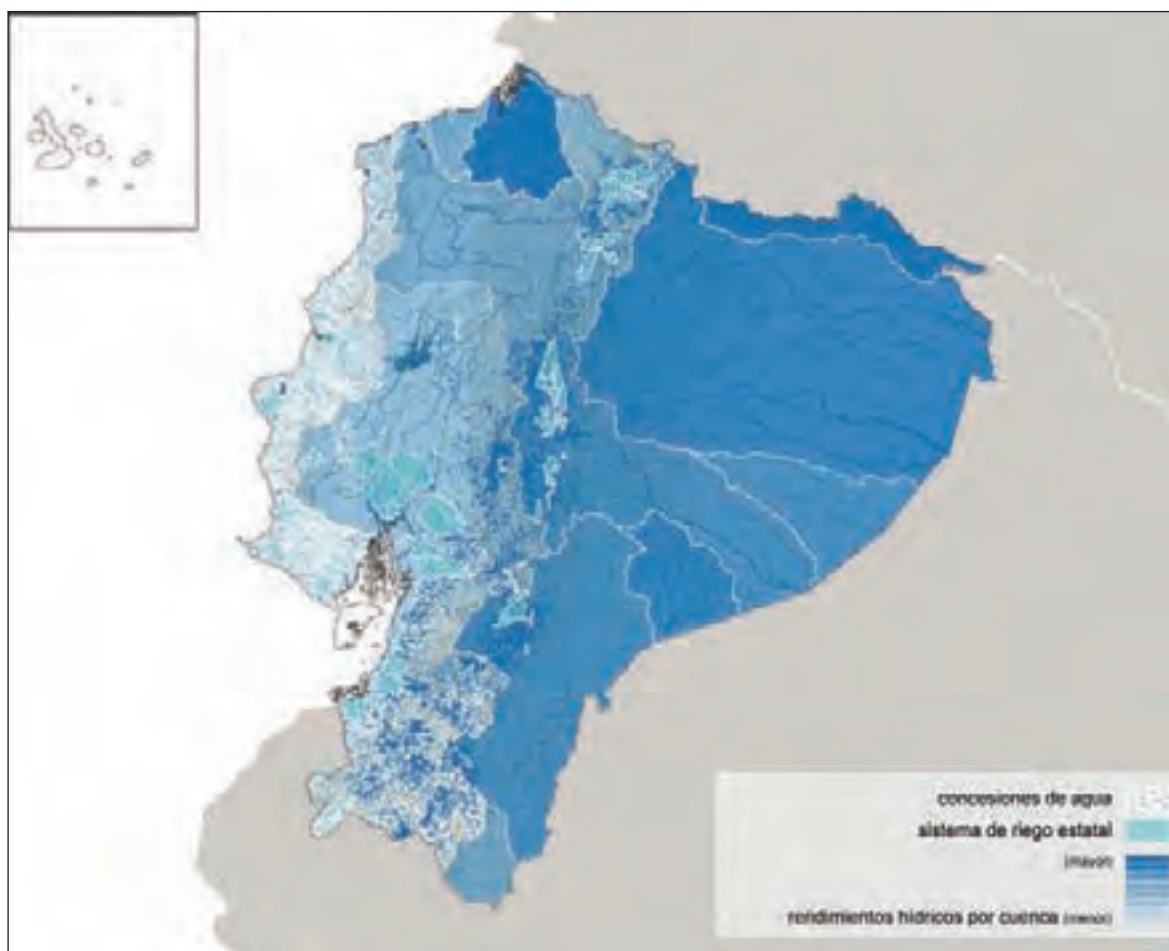 concesiones de agua
sistema de riego estatal
(mayor)
rendimientos hídricos por cuenca (menor)